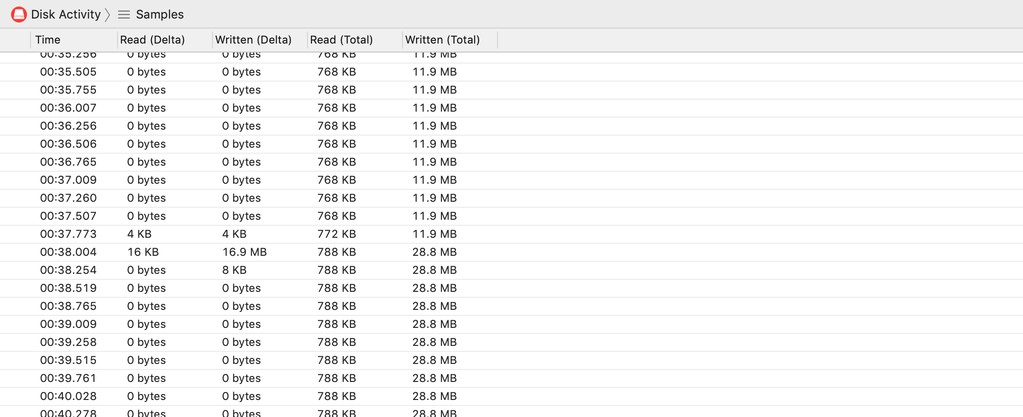 Disk Activity Samples
Time Read (Delta) Written (Delta) Read (Total) Written (Total)
00:35.256 0 bytes 0 bytes 768 KB 11.9 MB
00:35.505 0 bytes 0 bytes 768 KB 11.9 MB
00:35.755 0 bytes 0 bytes 768 KB 11.9 MB
00:36.007 0 bytes 0 bytes 768 KB 11.9 MB
00:36.256 0 bytes 0 bytes 768 KB 11.9 MB
00:36.506 0 bytes 0 bytes 768 KB 11.9 MB
00:36.765 0 bytes 0 bytes 768 KB 11.9 MB
00:37.009 0 bytes 0 bytes 768 KB 11.9 MB
00:37.260 0 bytes 0 bytes 768 KB 11.9 MB
00:37.507 0 bytes 0 bytes 768 KB 11.9 MB
00:37.773 4 KB 4 KB 772 KB 11.9 MB
00:38.004 16 KB 16.9 MB 788 KB 28.8 MB
00:38.254 0 bytes 8 KB 788 KB 28.8 MB
00:38.519 0 bytes 0 bytes 788 KB 28.8 MB
00:38.765 0 bytes 0 bytes 788 KB 28.8 MB
00:39.009 0 bytes 0 bytes 788 KB 28.8 MB
00:39.258 0 bytes 0 bytes 788 KB 28.8 MB
00:39.515 0 bytes 0 bytes 788 KB 28.8 MB
00:39.761 0 bytes 0 bytes 788 KB 28.8 MB
00:40.028 0 bytes 0 bytes 788 KB 28.8 MB
00:40.278 0 bytes 0 bytes 788 KB 28.8 MB